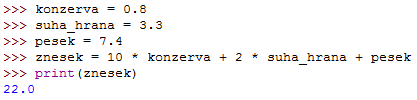 >>> konzerva = 0.8
>>> suha_hrana = 3.3
>>> pesek = 7.4
>>> znesek = 10 * konzerva + 2 * suha_hrana + pesek
>>> print(znesek)
22.0